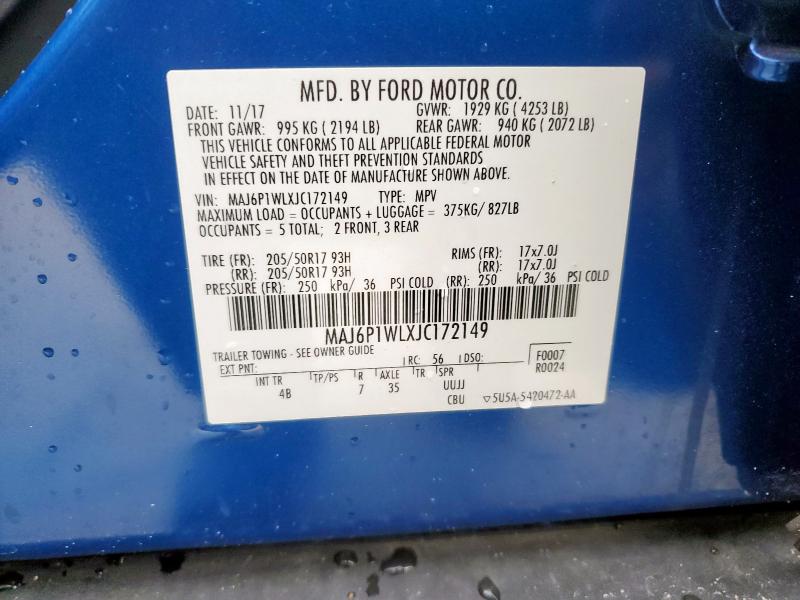 MFD. BY FORD MOTOR CO.
DATE: 11/17 GVWR: 1929 KG ( 4253 LB)
FRONT GAWR: 995 KG ( 2194 LB) REAR GAWR: 940 KG ( 2072 LB)
THIS VEHICLE CONFORMS TO ALL APPLICABLE FEDERAL MOTOR
VEHICLE SAFETY AND THEFT PREVENTION STANDARDS
IN EFFECT ON THE DATE OF MANUFACTURE SHOWN ABOVE.
VIN: MAJ6P1WLXJC172149 TYPE: MPV
MAXIMUM LOAD = OCCUPANTS + LUGGAGE = 375KG/ 827LB
OCCUPANTS = 5 TOTAL; 2 FRONT, 3 REAR
TIRE (FR): 205/50R17 93H RIMS (FR): 17x7.0J
(RR): 205/50R17 93H (RR): 17x7.0J
PRESSURE (FR): 250 kPa/ 36 PSI COLD (RR): 250 kPa/ 36 PSI COLD
MAJ6P1WLXJC172149
TRAILER TOWING - SEE OWNER GUIDE
EXT PNT: RC: 56 DSO: F0007
R0024
INT TR TP/PS R AXLE TR SPR
4B 7 35 UUJJ
CBU ▽5U5A-5420472-AA